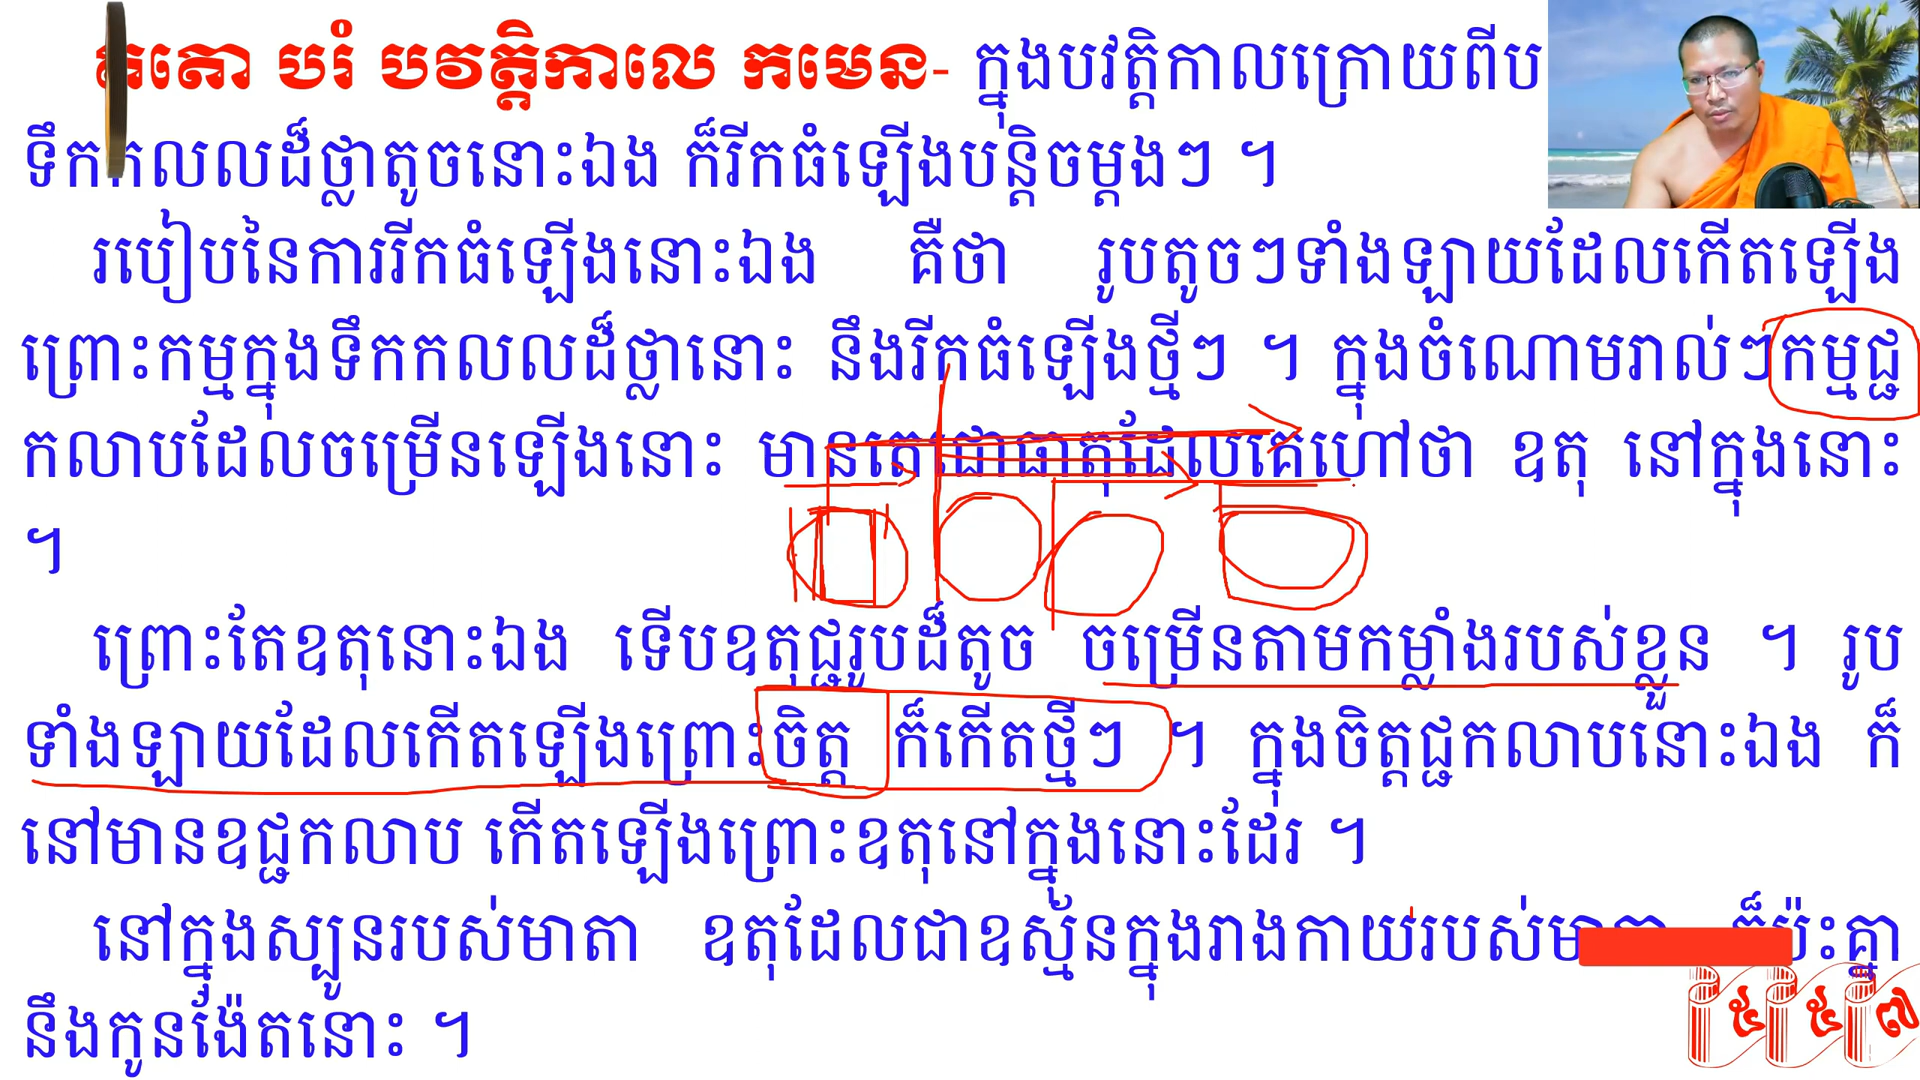 តតោ បរំ បវត្តិកាលេ កមេន- ក្នុងបវត្តិកាលក្រោយពីប
ទឹកកលលដ៏ថ្លាតូចនោះឯង ក៏រីកធំឡើងបន្តិចម្ដងៗ ។
របៀបនៃការរីកធំឡើងនោះឯង គឺថា រូបតូចៗទាំងឡាយដែលកើតឡើង
ព្រោះកម្មក្នុងទឹកកលលដ៏ថ្លានោះ នឹងរីកធំឡើងថ្មីៗ ។ ក្នុងចំណោមរាល់ៗកម្មជ្ជ
កលាបដែលចម្រើនឡើងនោះ មានតេជោធាតុដែលគេហៅថា ឧតុ នៅក្នុងនោះ
។
ព្រោះតែឧតុនោះឯង ទើបឧតុជ្ជរូបដ៏តូច ចម្រើនតាមកម្លាំងរបស់ខ្លួន ។ រូប
ទាំងឡាយដែលកើតឡើងព្រោះចិត្ត ក៏កើតថ្មីៗ ។ ក្នុងចិត្តជ្ជកលាបនោះឯង ក៏
នៅមានឧជ្ជកលាប កើតឡើងព្រោះឧតុនៅក្នុងនោះដែរ ។
នៅក្នុងស្បូនរបស់មាតា ឧតុដែលជាឧស្ម័នក្នុងរាងកាយរបស់មាតា ក៏ប៉ះគ្នា
នឹងកូនង៉ែតនោះ ។
៥ ៥ ៧